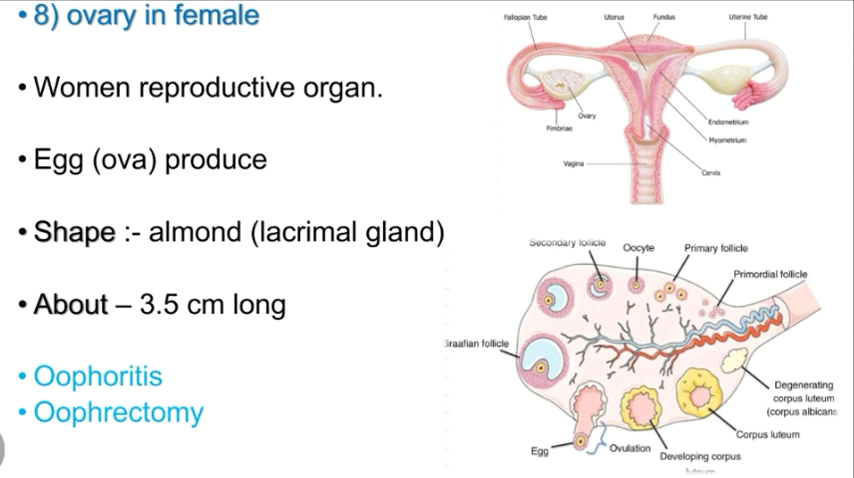 • 8) ovary in female
• Women reproductive organ.
• Egg (ova) produce
• Shape :- almond (lacrimal gland)
• About – 3.5 cm long
• Oophoritis
• Oophrectomy
Fallopian Tube
Uterus
Fundus
Uterine Tube
Ovary
Fimbriae
Endometrium
Myometrium
Vagina
Cervix
Secondary follicle
Oocyte
Primary follicle
Primordial follicle
Graafian follicle
Degenerating
corpus luteum
(corpus albicans
Corpus luteum
Egg
Ovulation
Developing corpus
luteum